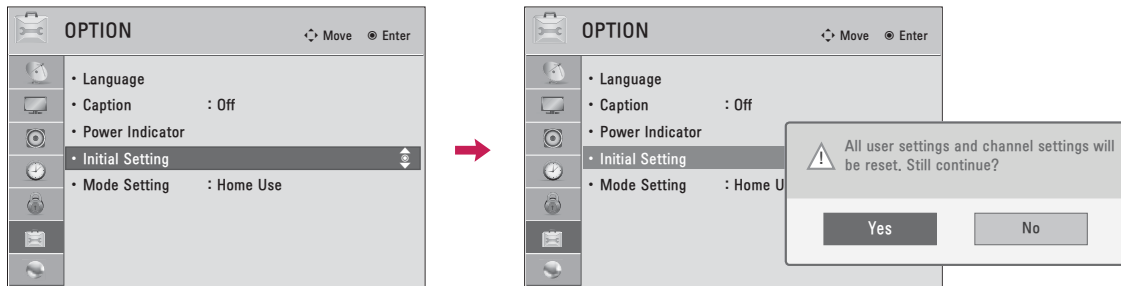 OPTION
Move Enter
• Language
• Caption : Off
• Power Indicator
• Initial Setting
• Mode Setting : Home Use
OPTION
Move Enter
• Language
• Caption : Off
• Power Indicator
• Initial Setting
• Mode Setting : Home U
All user settings and channel settings will
be reset. Still continue?
Yes No